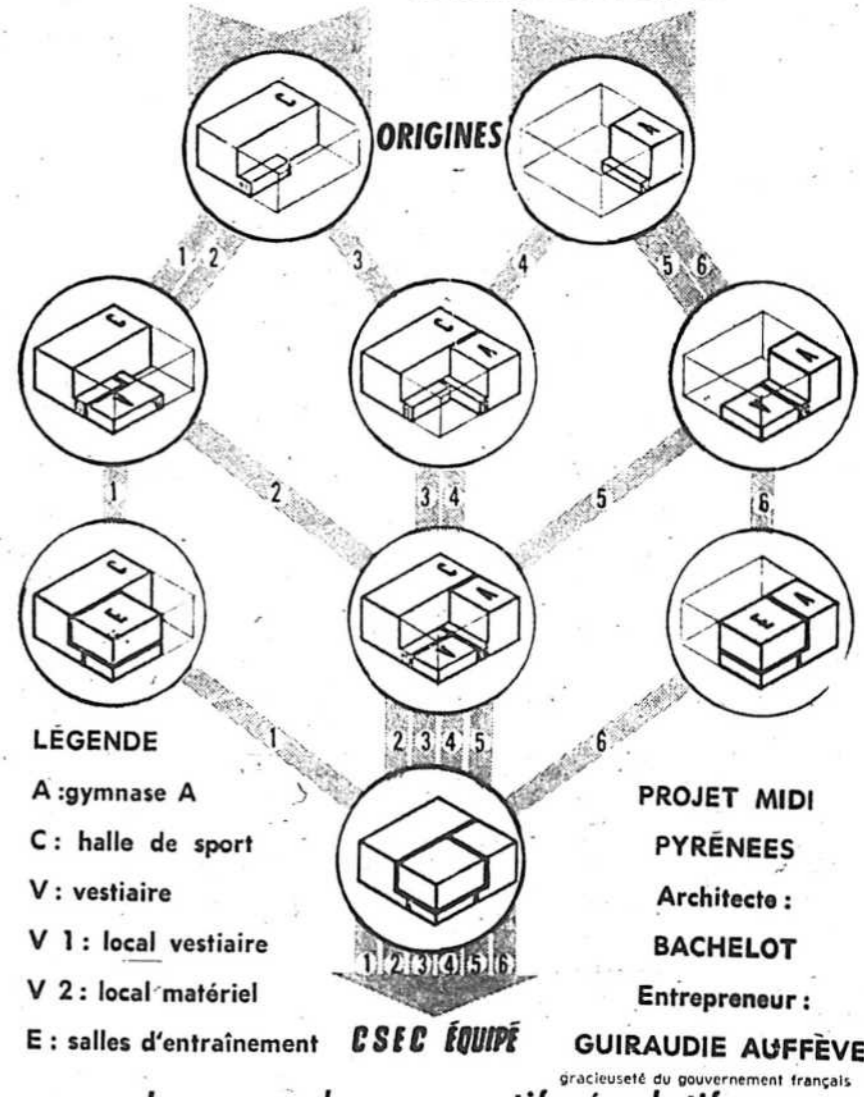 C
A
ORIGINES
1 2
3
4
5 6
C
V
C
A
A
V
1
2
3 4
5
6
C
E
C
A
V
A
E
1
2 3 4 5
6
LÉGENDE
A :gymnase A
C : halle de sport
V : vestiaire
V 1 : local vestiaire
V 2 : local matériel
E : salles d'entraînement
PROJET MIDI
PYRÉNEES
Architecte :
BACHELOT
Entrepreneur :
GUIRAUDIE AUFFÈVE
gracieuseté du gouvernement français
1 2 3 4 5 6
CSEC ÉQUIPÉ